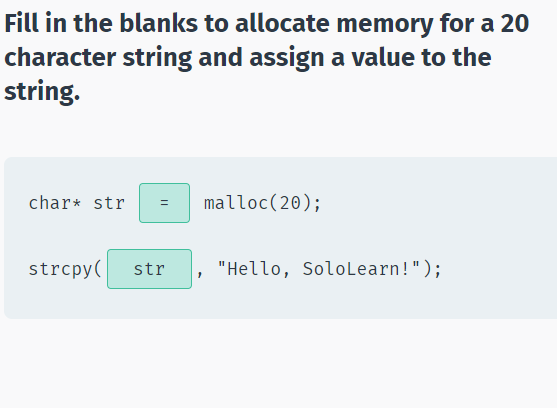 Fill in the blanks to allocate memory for a 20
character string and assign a value to the
string.
char* str = malloc(20);
strcpy( str , "Hello, SoloLearn!");